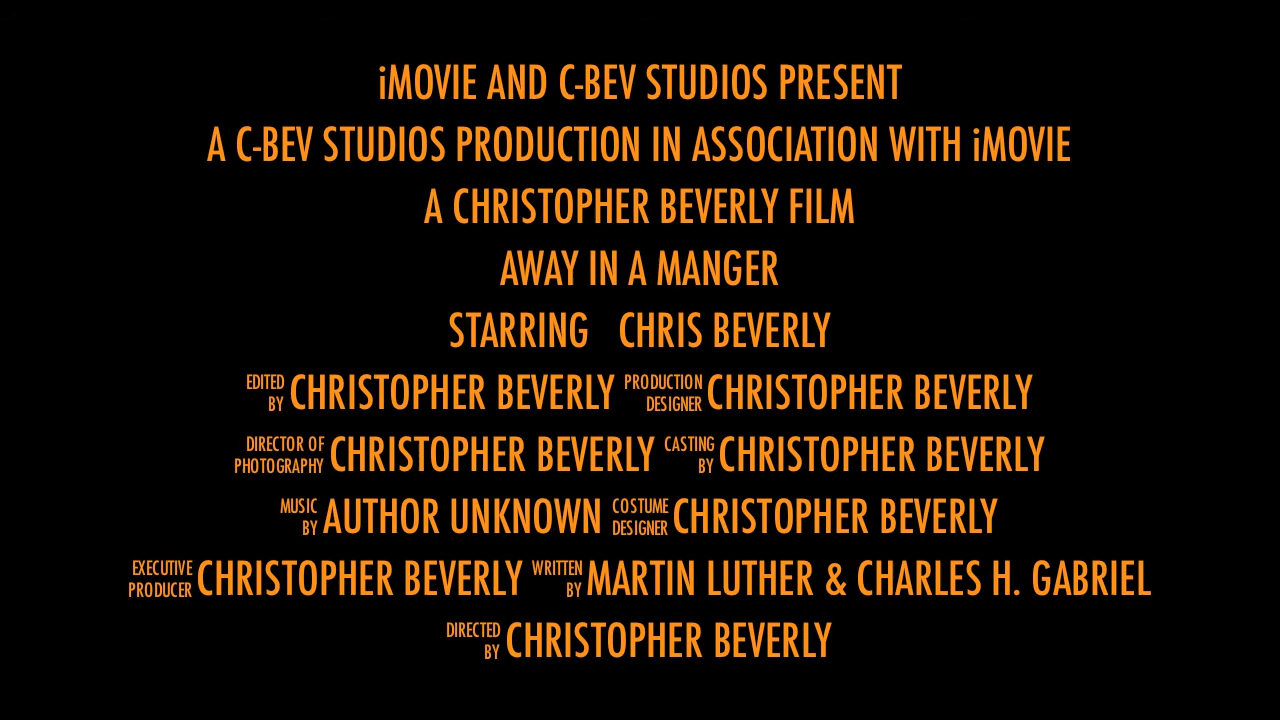 iMOVIE AND C-BEV STUDIOS PRESENT
A C-BEV STUDIOS PRODUCTION IN ASSOCIATION WITH iMOVIE
A CHRISTOPHER BEVERLY FILM
AWAY IN A MANGER
STARRING CHRIS BEVERLY
EDITED BY CHRISTOPHER BEVERLY PRODUCTION DESIGNER CHRISTOPHER BEVERLY
DIRECTOR OF PHOTOGRAPHY CHRISTOPHER BEVERLY CASTING BY CHRISTOPHER BEVERLY
MUSIC BY AUTHOR UNKNOWN COSTUME DESIGNER CHRISTOPHER BEVERLY
EXECUTIVE PRODUCER CHRISTOPHER BEVERLY WRITTEN BY MARTIN LUTHER & CHARLES H. GABRIEL
DIRECTED BY CHRISTOPHER BEVERLY